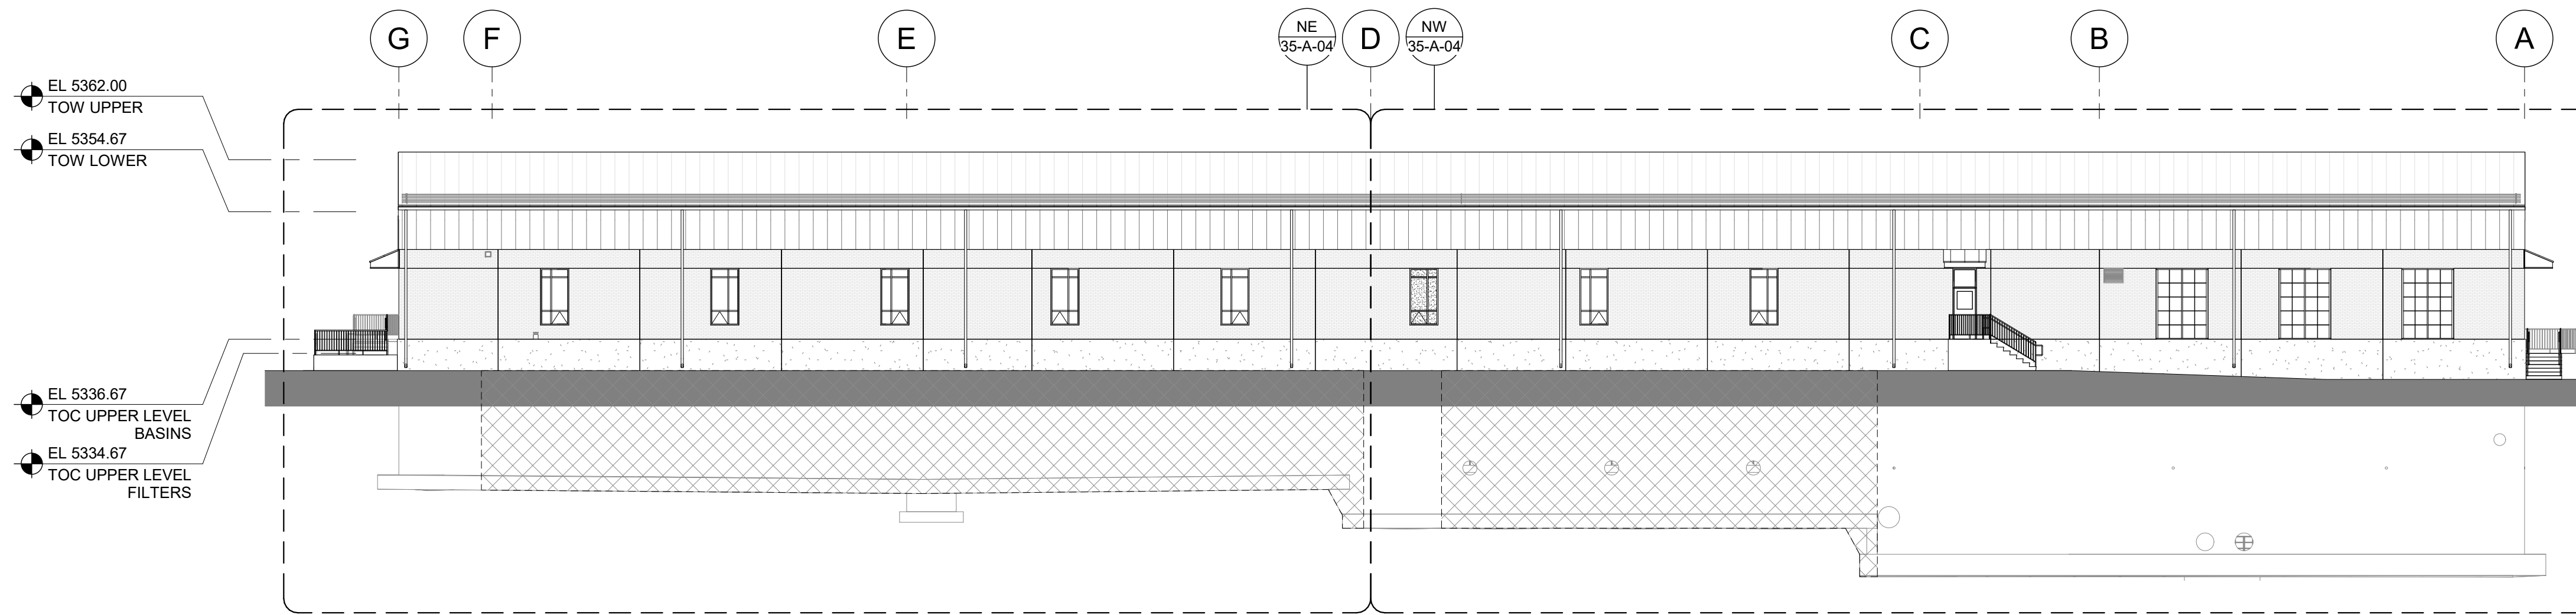 G
F
E
NE
35-A-04
D
NW
35-A-04
C
B
A
EL 5362.00
TOW UPPER
EL 5354.67
TOW LOWER
EL 5336.67
TOC UPPER LEVEL
BASINS
EL 5334.67
TOC UPPER LEVEL
FILTERS